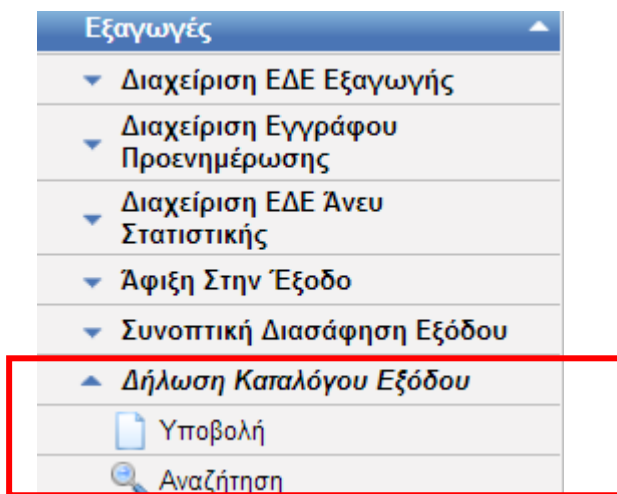 Εξαγωγές
Διαχείριση ΕΔΕ Εξαγωγής
Διαχείριση Εγγράφου
Προενημέρωσης
Διαχείριση ΕΔΕ Άνευ
Στατιστικής
Άφιξη Στην Έξοδο
Συνοπτική Διασάφηση Εξόδου
Δήλωση Καταλόγου Εξόδου
Υποβολή
Αναζήτηση